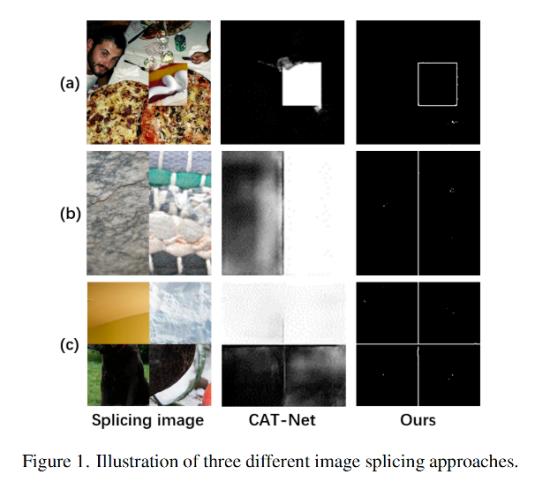 (a)
(b)
(c)
Splicing image CAT-Net Ours
Figure 1. Illustration of three different image splicing approaches.